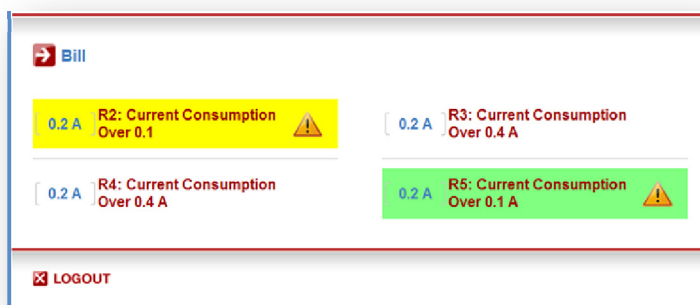 Bill
0.2 A R2: Current Consumption
Over 0.1
0.2 A R3: Current Consumption
Over 0.4 A
0.2 A R4: Current Consumption
Over 0.4 A
0.2 A R5: Current Consumption
Over 0.1 A
LOGOUT